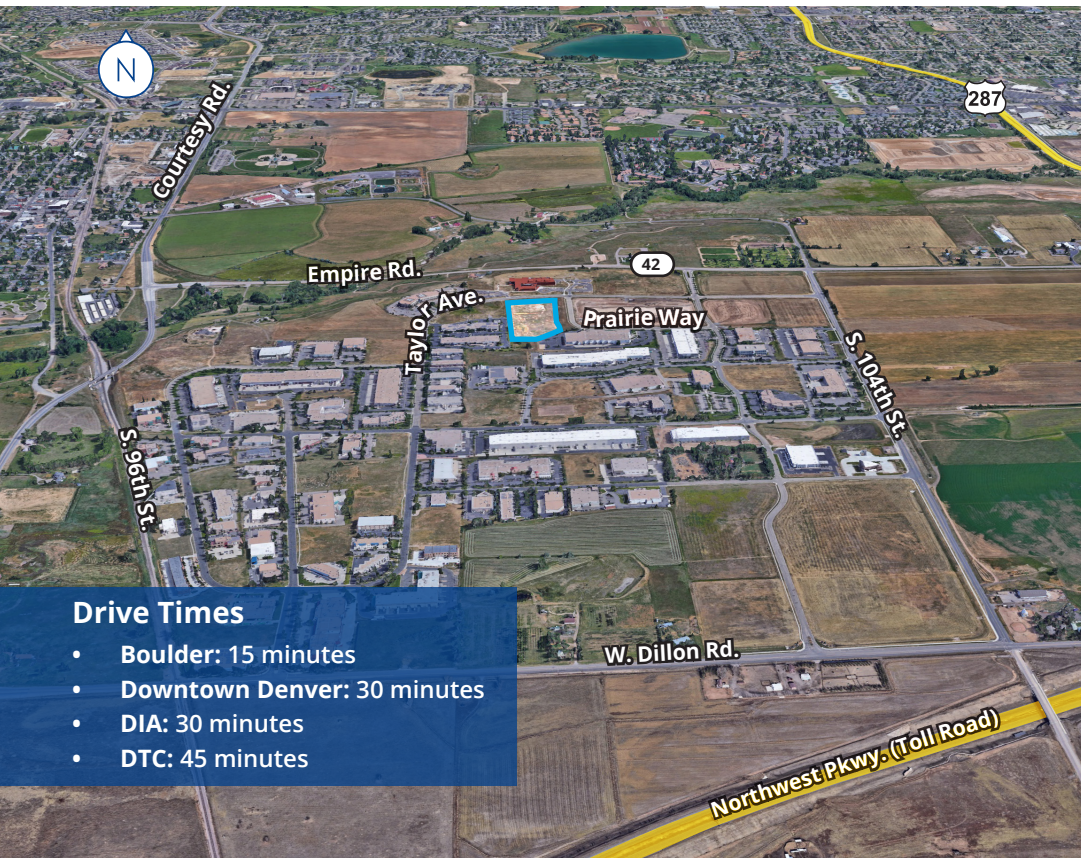 N
287
Courtesy Rd.
Empire Rd.
42
Taylor Ave.
Prairie Way
S. 104th St.
S. 96th St.
W. Dillon Rd.
Northwest Pkwy. (Toll Road)
Drive Times
• Boulder: 15 minutes
• Downtown Denver: 30 minutes
• DIA: 30 minutes
• DTC: 45 minutes